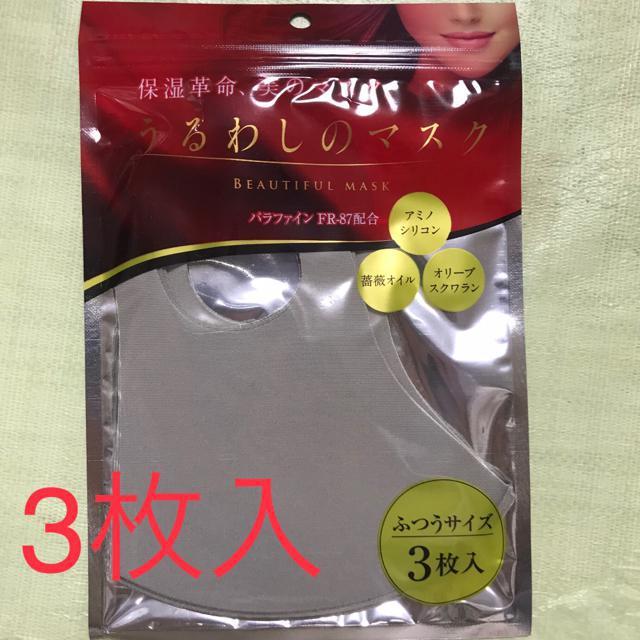 保湿革命、美のマスク
うるわしのマスク
BEAUTIFUL MASK
パラファイン FR-87配合
アミノ
シリコン
薔薇オイル
オリーブ
スクワラン
3枚入
ふつうサイズ
3枚入